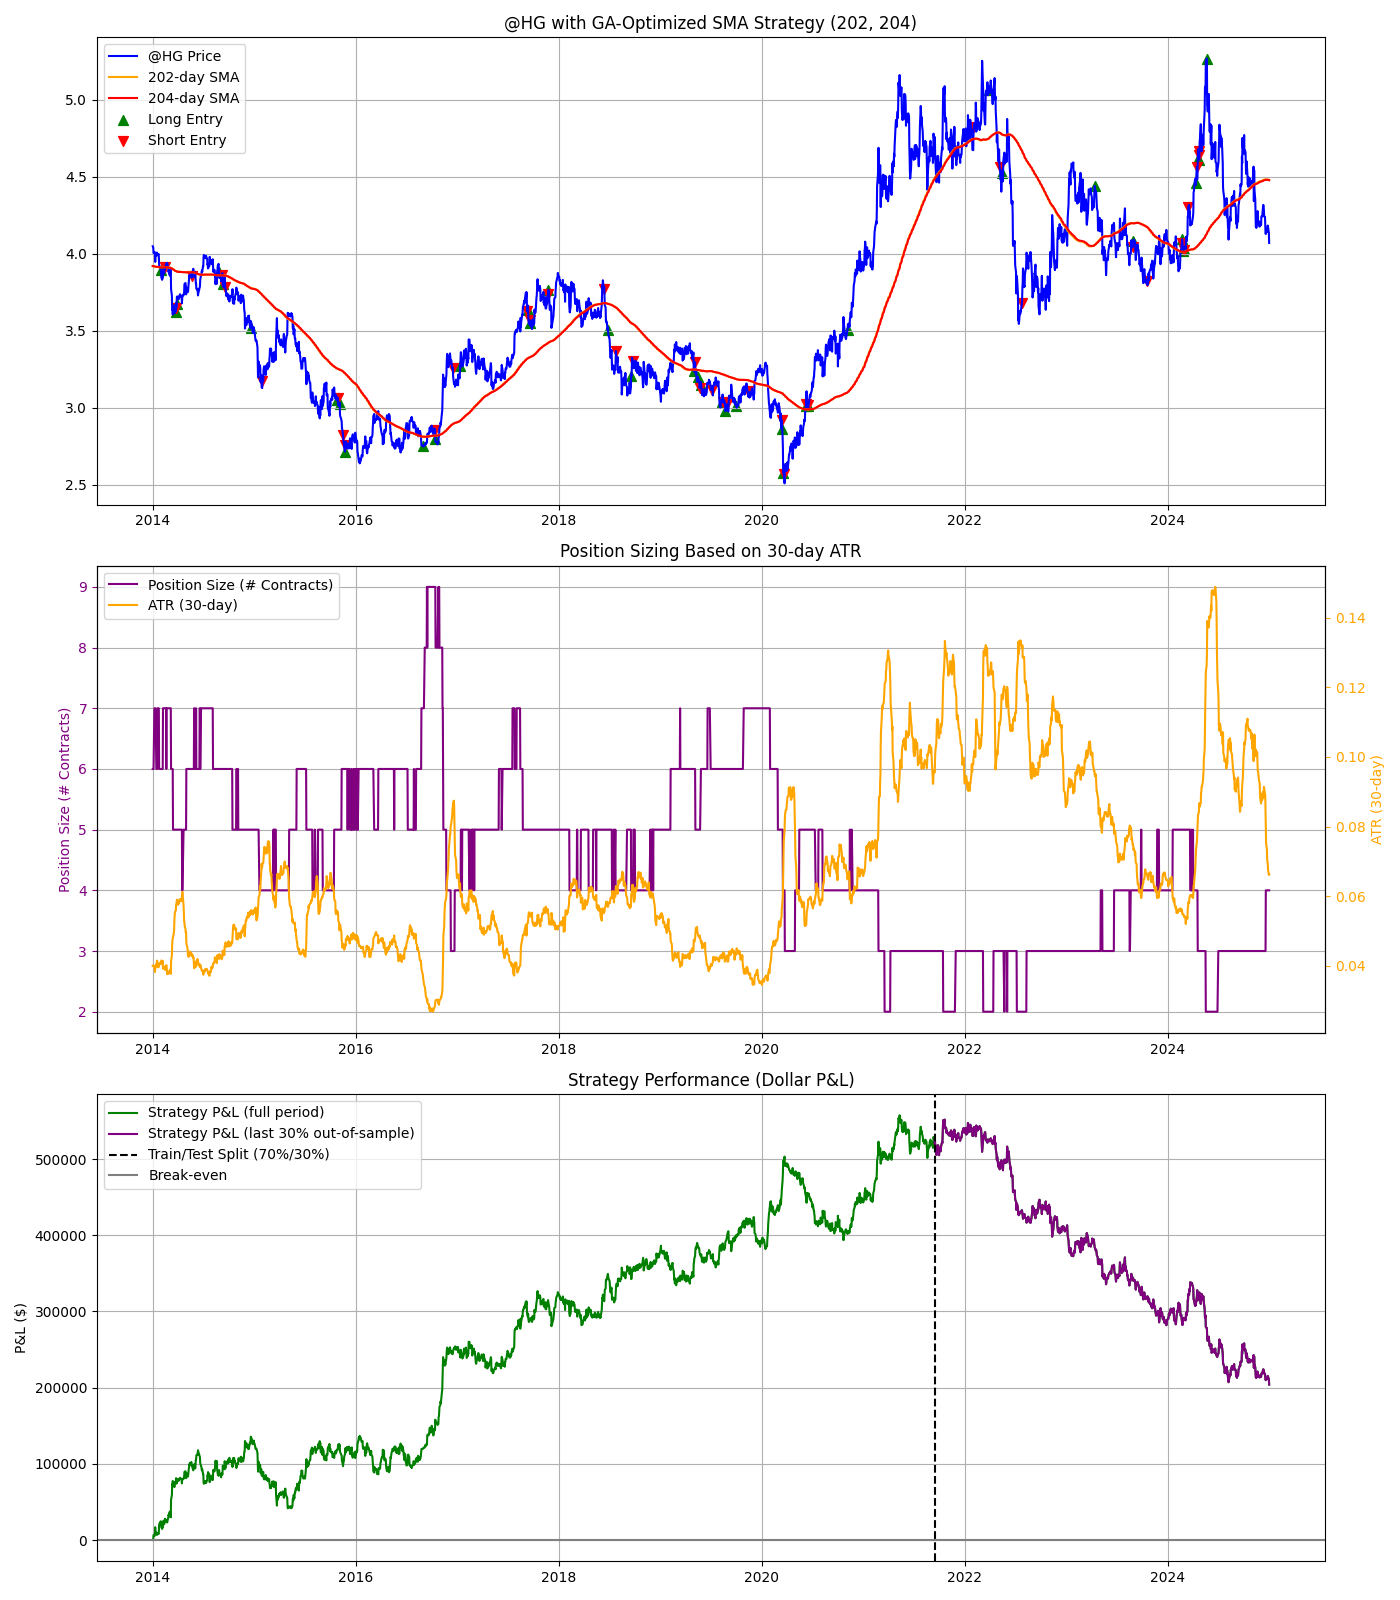 @HG with GA-Optimized SMA Strategy (202, 204)
@HG Price
202-day SMA
204-day SMA
Long Entry
Short Entry
5.0
4.5
4.0
3.5
3.0
2.5
2014 2016 2018 2020 2022 2024
Position Sizing Based on 30-day ATR
Position Size (# Contracts)
ATR (30-day)
Position Size (# Contracts)
9
8
7
6
5
4
3
2
0.14
0.12
0.10
0.08
0.06
0.04
ATR (30-day)
2014 2016 2018 2020 2022 2024
Strategy Performance (Dollar P&L)
Strategy P&L (full period)
Strategy P&L (last 30% out-of-sample)
Train/Test Split (70%/30%)
Break-even
P&L ($)
500000
400000
300000
200000
100000
0
2014 2016 2018 2020 2022 2024